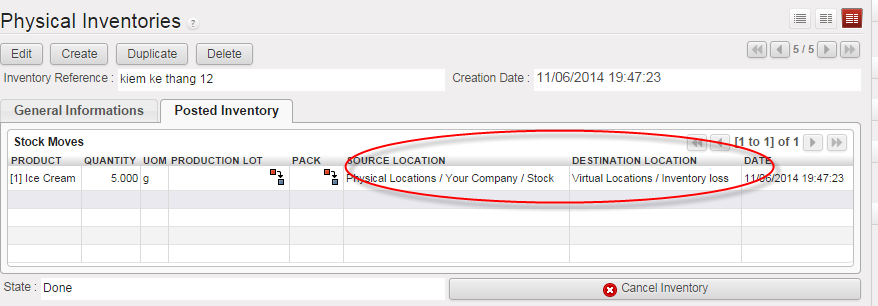 Physical Inventories ?
Edit Create Duplicate Delete 5 / 5
Inventory Reference : kiem ke thang 12 Creation Date : 11/06/2014 19:47:23
General Informations Posted Inventory
Stock Moves [1 to 1] of 1
PRODUCT QUANTITY UOM PRODUCTION LOT PACK SOURCE LOCATION DESTINATION LOCATION DATE
[1] Ice Cream 5.000 g Physical Locations / Your Company / Stock Virtual Locations / Inventory loss 11/06/2014 19:47:23
State : Done Cancel Inventory